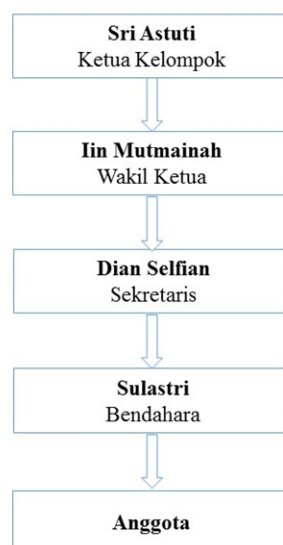 Sri Astuti
Ketua Kelompok
Iin Mutmainah
Wakil Ketua
Dian Selfian
Sekretaris
Sulastri
Bendahara
Anggota